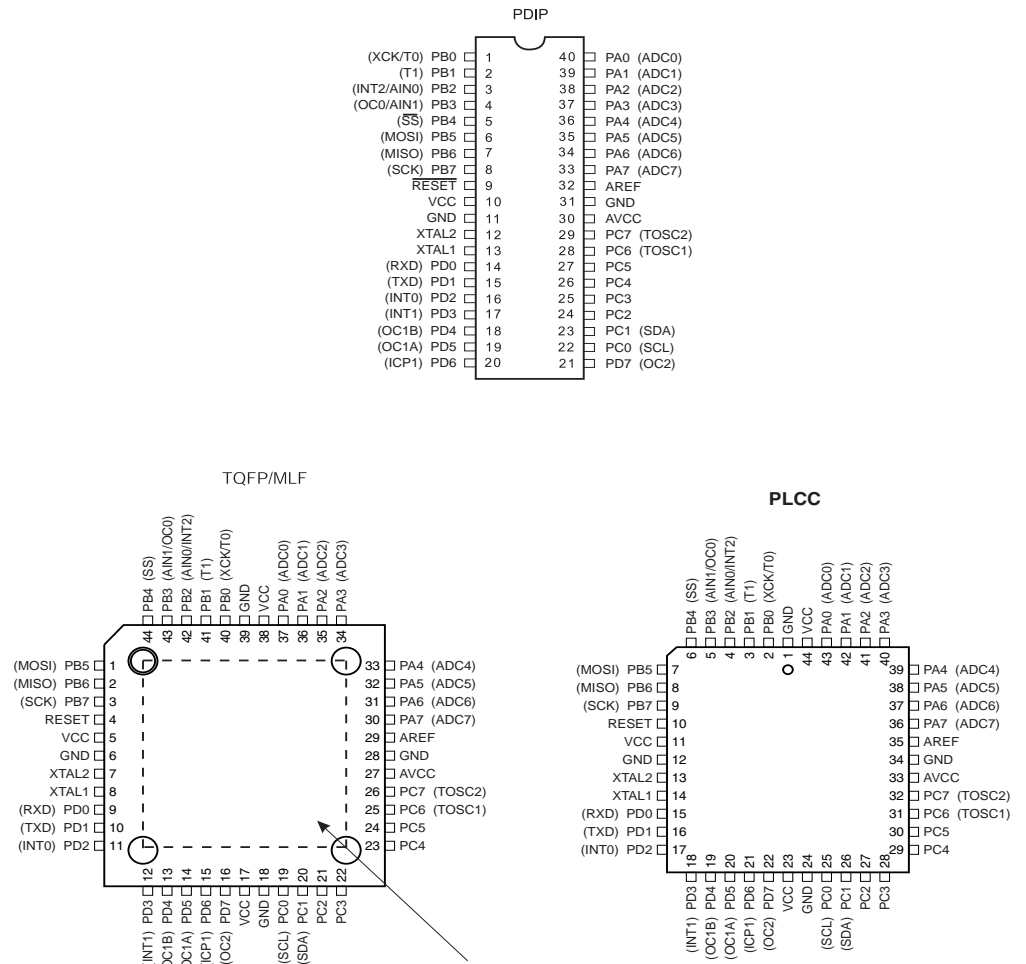 PDIP
(XCK/T0) PB0 1 40 PA0 (ADC0)
(T1) PB1 2 39 PA1 (ADC1)
(INT2/AIN0) PB2 3 38 PA2 (ADC2)
(OC0/AIN1) PB3 4 37 PA3 (ADC3)
(SS) PB4 5 36 PA4 (ADC4)
(MOSI) PB5 6 35 PA5 (ADC5)
(MISO) PB6 7 34 PA6 (ADC6)
(SCK) PB7 8 33 PA7 (ADC7)
RESET 9 32 AREF
VCC 10 31 GND
GND 11 30 AVCC
XTAL2 12 29 PC7 (TOSC2)
XTAL1 13 28 PC6 (TOSC1)
(RXD) PD0 14 27 PC5
(TXD) PD1 15 26 PC4
(INT0) PD2 16 25 PC3
(INT1) PD3 17 24 PC2
(OC1B) PD4 18 23 PC1 (SDA)
(OC1A) PD5 19 22 PC0 (SCL)
(ICP1) PD6 20 21 PD7 (OC2)
TQFP/MLF
PB4 (SS)
PB3 (AIN1/OC0)
PB2 (AIN0/INT2)
PB1 (T1)
PB0 (XCK/T0)
GND
VCC
PA0 (ADC0)
PA1 (ADC1)
PA2 (ADC2)
PA3 (ADC3)
44 43 42 41 40 39 38 37 36 35 34
(MOSI) PB5 1 33 PA4 (ADC4)
(MISO) PB6 2 32 PA5 (ADC5)
(SCK) PB7 3 31 PA6 (ADC6)
RESET 4 30 PA7 (ADC7)
VCC 5 29 AREF
GND 6 28 GND
XTAL2 7 27 AVCC
XTAL1 8 26 PC7 (TOSC2)
(RXD) PD0 9 25 PC6 (TOSC1)
(TXD) PD1 10 24 PC5
(INT0) PD2 11 23 PC4
12 13 14 15 16 17 18 19 20 21 22
(INT1) PD3
(OC1B) PD4
(OC1A) PD5
(ICP1) PD6
(OC2) PD7
VCC
GND
(SCL) PC0
(SDA) PC1
PC2
PC3
PLCC
PB4 (SS)
PB3 (AIN1/OC0)
PB2 (AIN0/INT2)
PB1 (T1)
PB0 (XCK/T0)
GND
VCC
PA0 (ADC0)
PA1 (ADC1)
PA2 (ADC2)
PA3 (ADC3)
6 5 4 3 2 1 44 43 42 41 40
(MOSI) PB5 7 39 PA4 (ADC4)
(MISO) PB6 8 38 PA5 (ADC5)
(SCK) PB7 9 37 PA6 (ADC6)
RESET 10 36 PA7 (ADC7)
VCC 11 35 AREF
GND 12 34 GND
XTAL2 13 33 AVCC
XTAL1 14 32 PC7 (TOSC2)
(RXD) PD0 15 31 PC6 (TOSC1)
(TXD) PD1 16 30 PC5
(INT0) PD2 17 29 PC4
18 19 20 21 22 23 24 25 26 27 28
(INT1) PD3
(OC1B) PD4
(OC1A) PD5
(ICP1) PD6
(OC2) PD7
VCC
GND
(SCL) PC0
(SDA) PC1
PC2
PC3